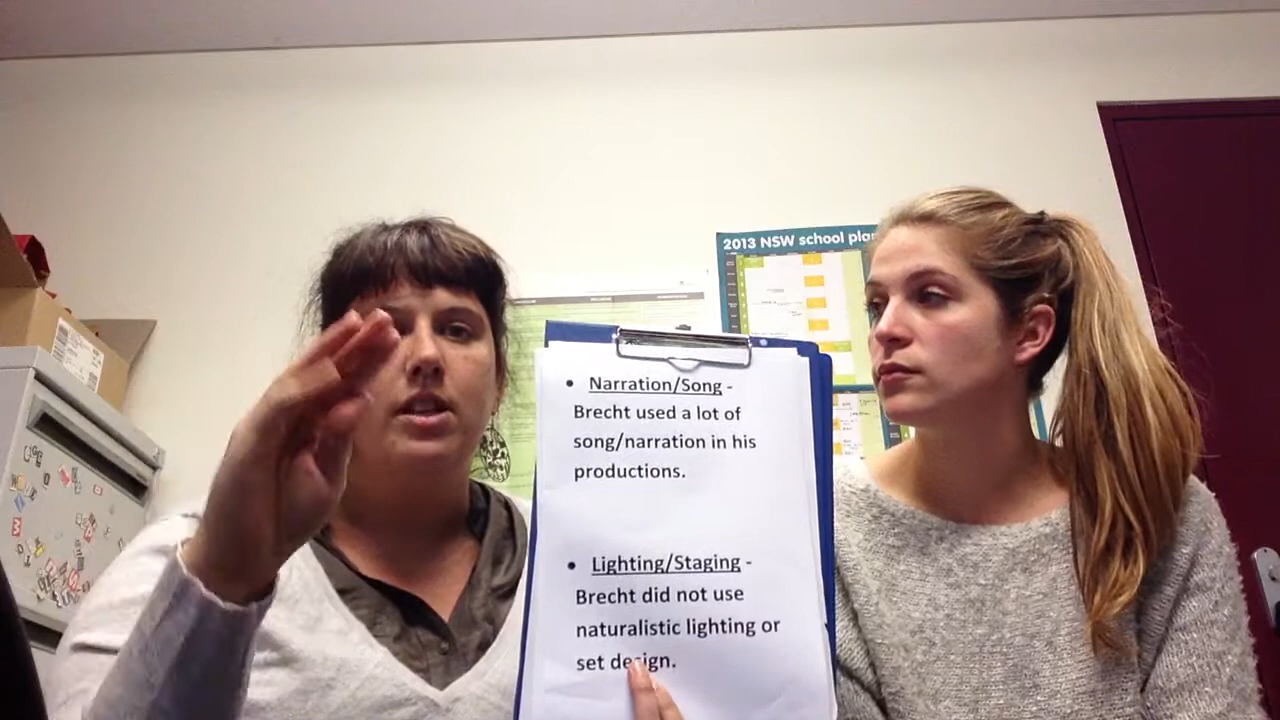 2013 NSW school
• Narration/Song -
Brecht used a lot of
song/narration in his
productions.
• Lighting/Staging -
Brecht did not use
naturalistic lighting or
set design.